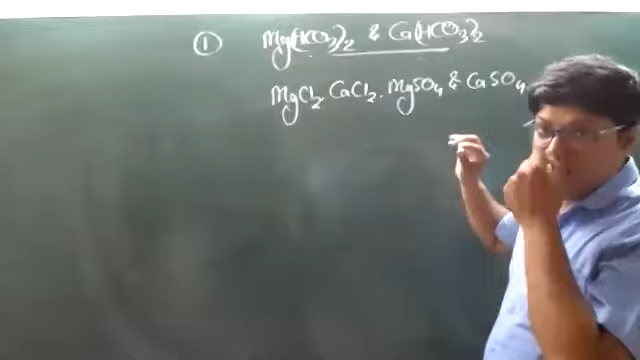 ① Mg(HCO3)2 & Ca(HCO3)2
MgCl2 CaCl2. MgSO4 & CaSO4